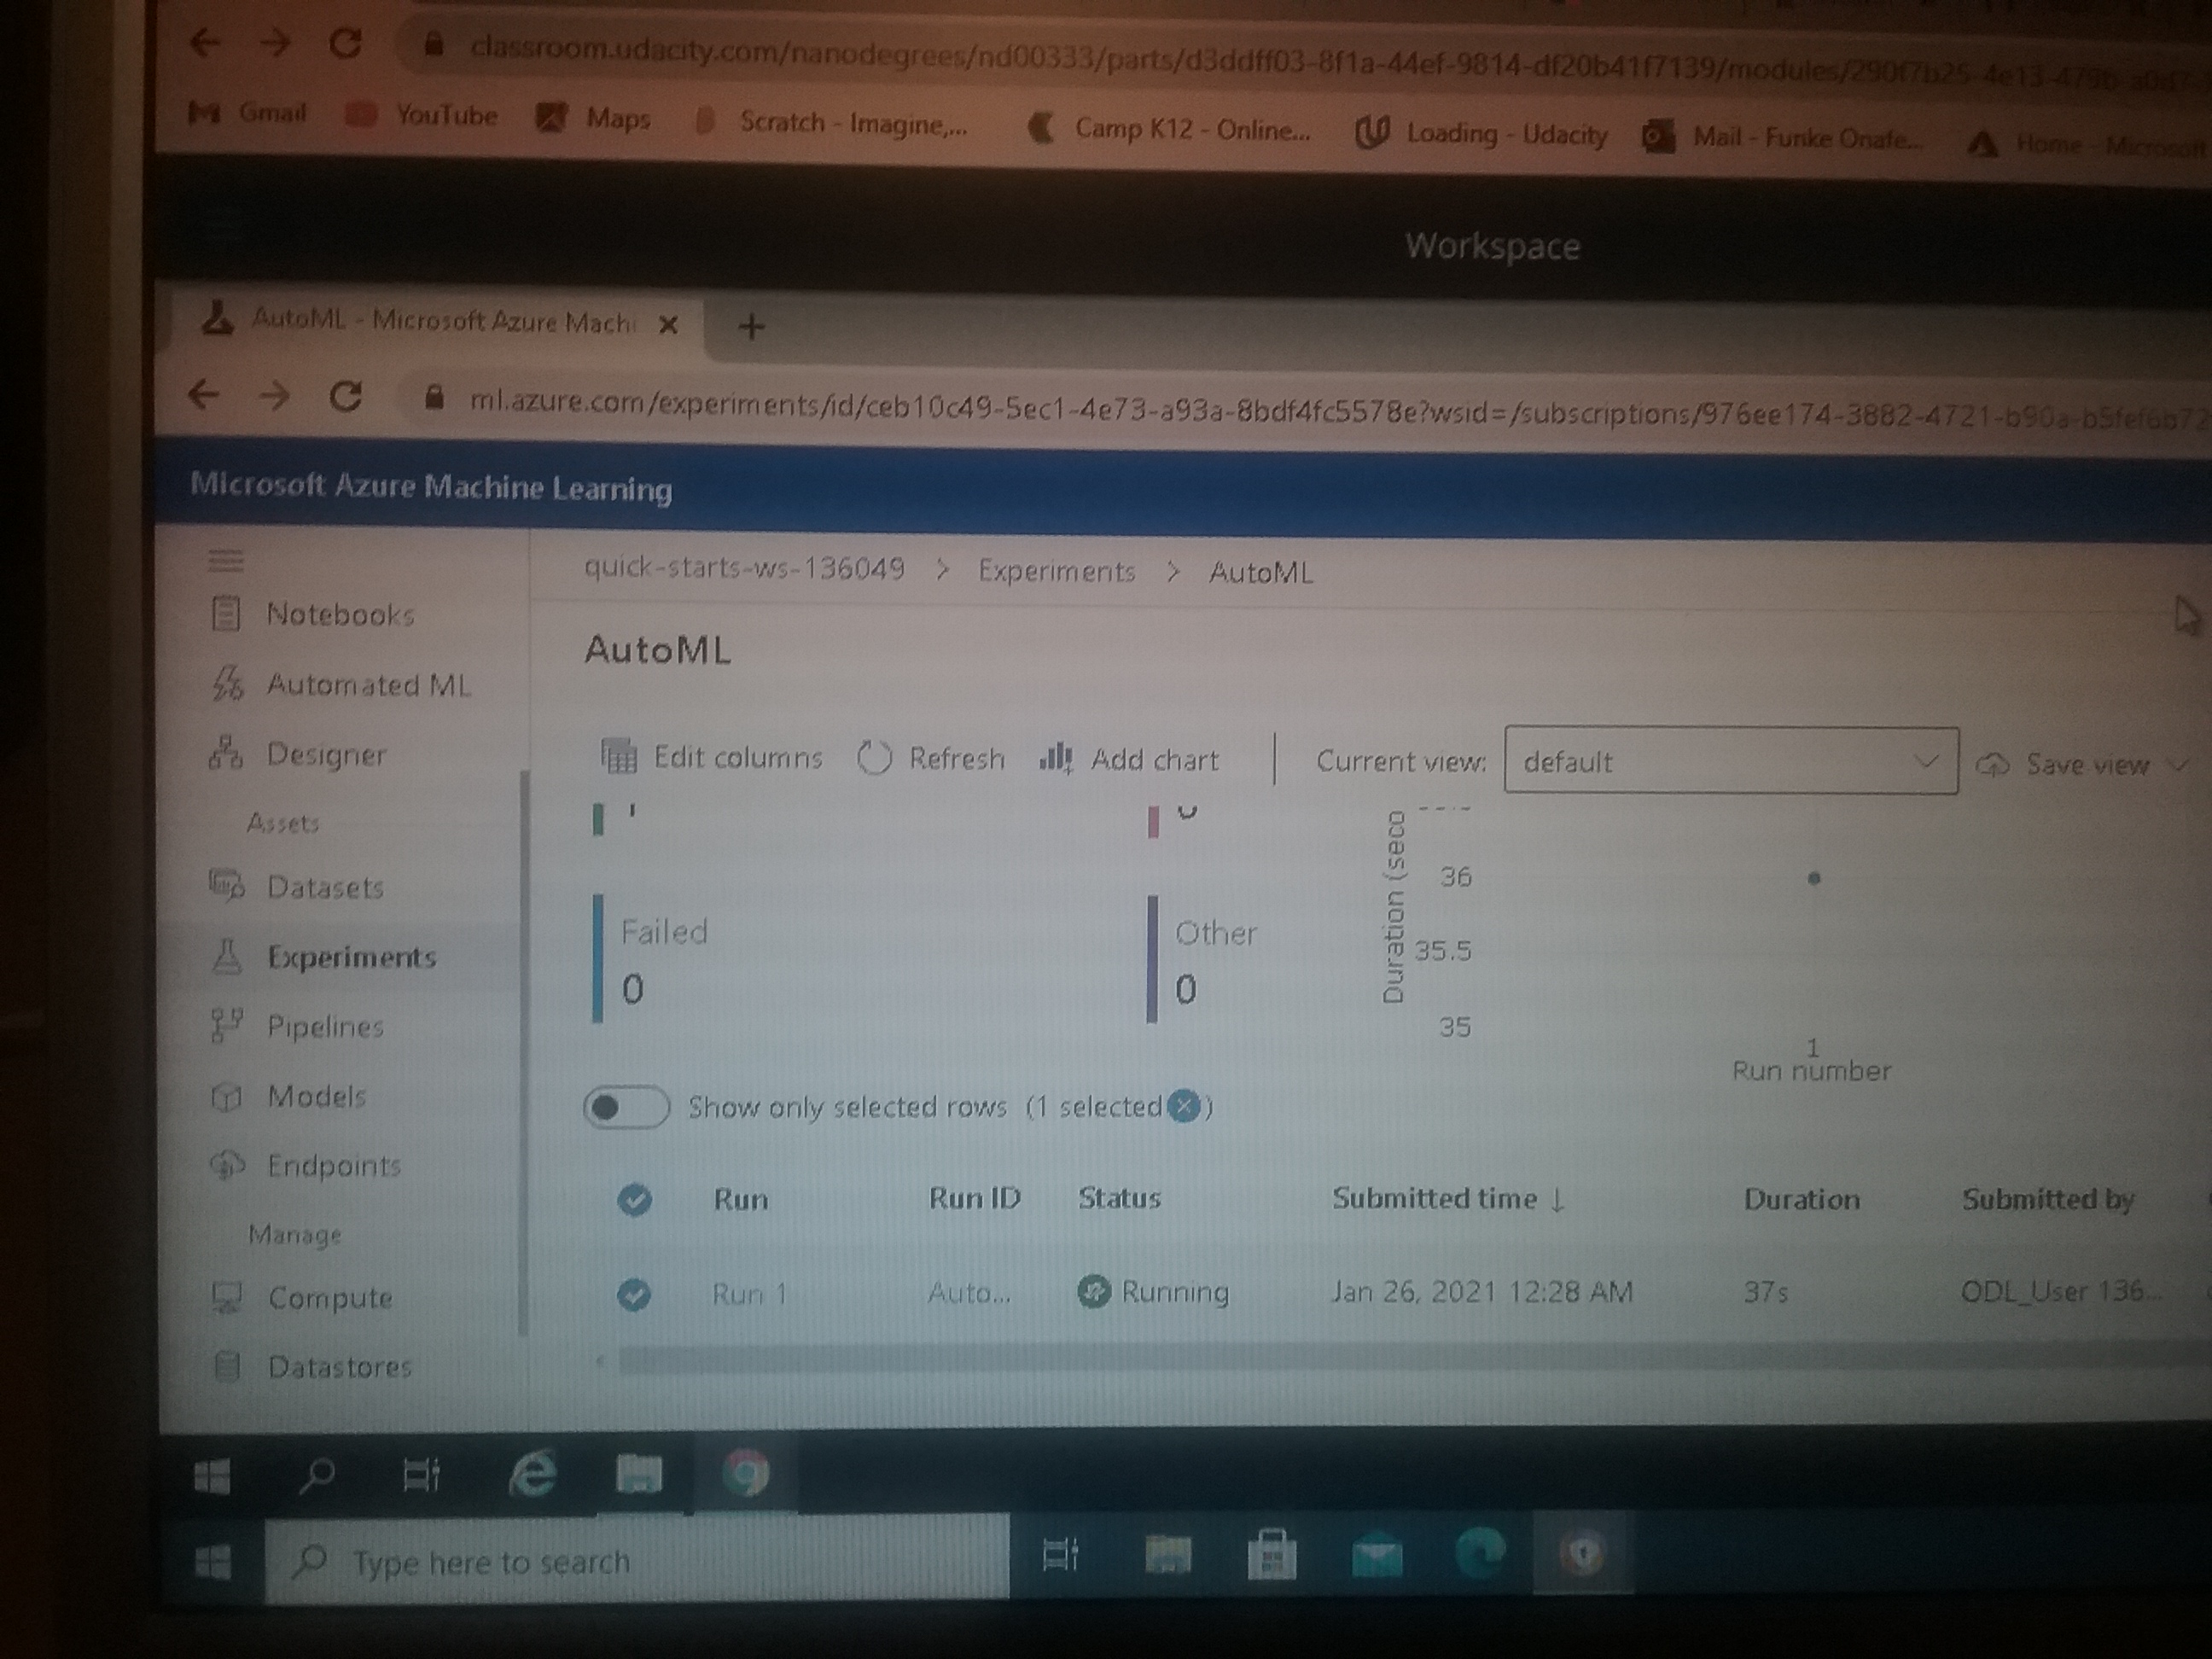 classroom.udacity.com/nanodegrees/nd00333/parts/d3ddff03-8f1a-44ef-9814-df20b41f7139/modules/290f7b25-4e13-479b-a0d7
Gmail YouTube Maps Scratch - Imagine,... Camp K12 - Online... Loading - Udacity Mail - Funke Onafe... Home - Microsoft
Workspace
AutoML - Microsoft Azure Machi
ml.azure.com/experiments/id/ceb10c49-5ec1-4e73-a93a-8bdf4fc5578e?wsid=/subscriptions/976ee174-3882-4721-b90a-b5fef6b72
Microsoft Azure Machine Learning
quick-starts-ws-136049 > Experiments > AutoML
Notebooks
AutoML
Automated ML
Designer
Edit columns Refresh Add chart Current view: default Save view
Assets
Datasets
Experiments
Pipelines
Models
Endpoints
Manage
Compute
Datastores
Failed
0
Other
0
Duration (seco
36
35.5
35
1
Run number
Show only selected rows (1 selected )
Run Run ID Status Submitted time ↓ Duration Submitted by
Run 1 Auto... Running Jan 26, 2021 12:28 AM 37s ODL_User 136...
Type here to search